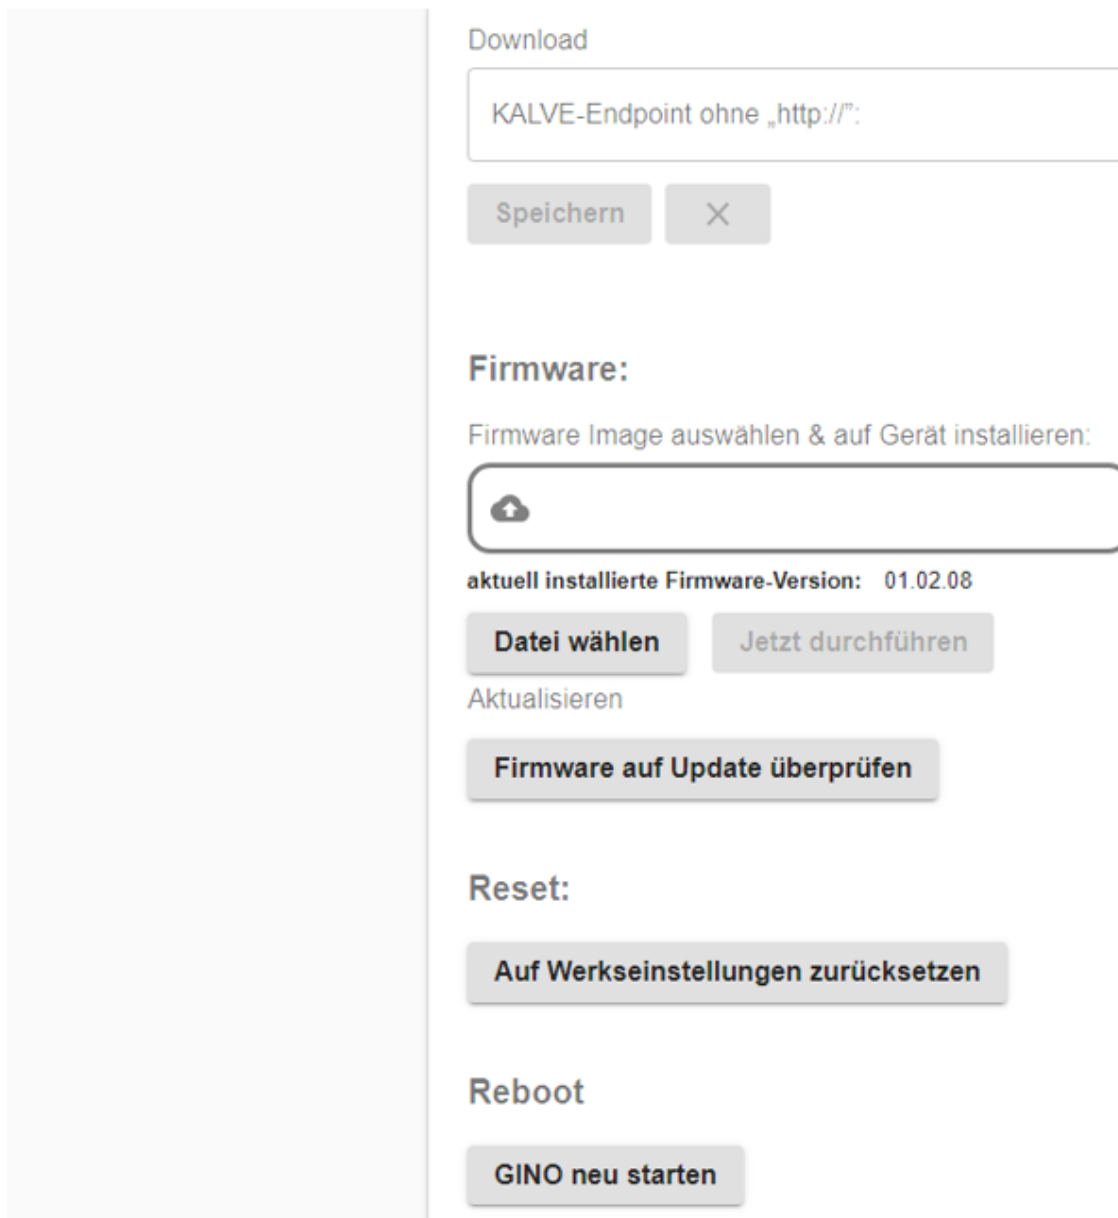 Download
KALVE-Endpoint ohne „http://”:
Speichern
Firmware:
Firmware Image auswählen & auf Gerät installieren:
aktuell installierte Firmware-Version: 01.02.08
Datei wählen Jetzt durchführen
Aktualisieren
Firmware auf Update überprüfen
Reset:
Auf Werkseinstellungen zurücksetzen
Reboot
GINO neu starten